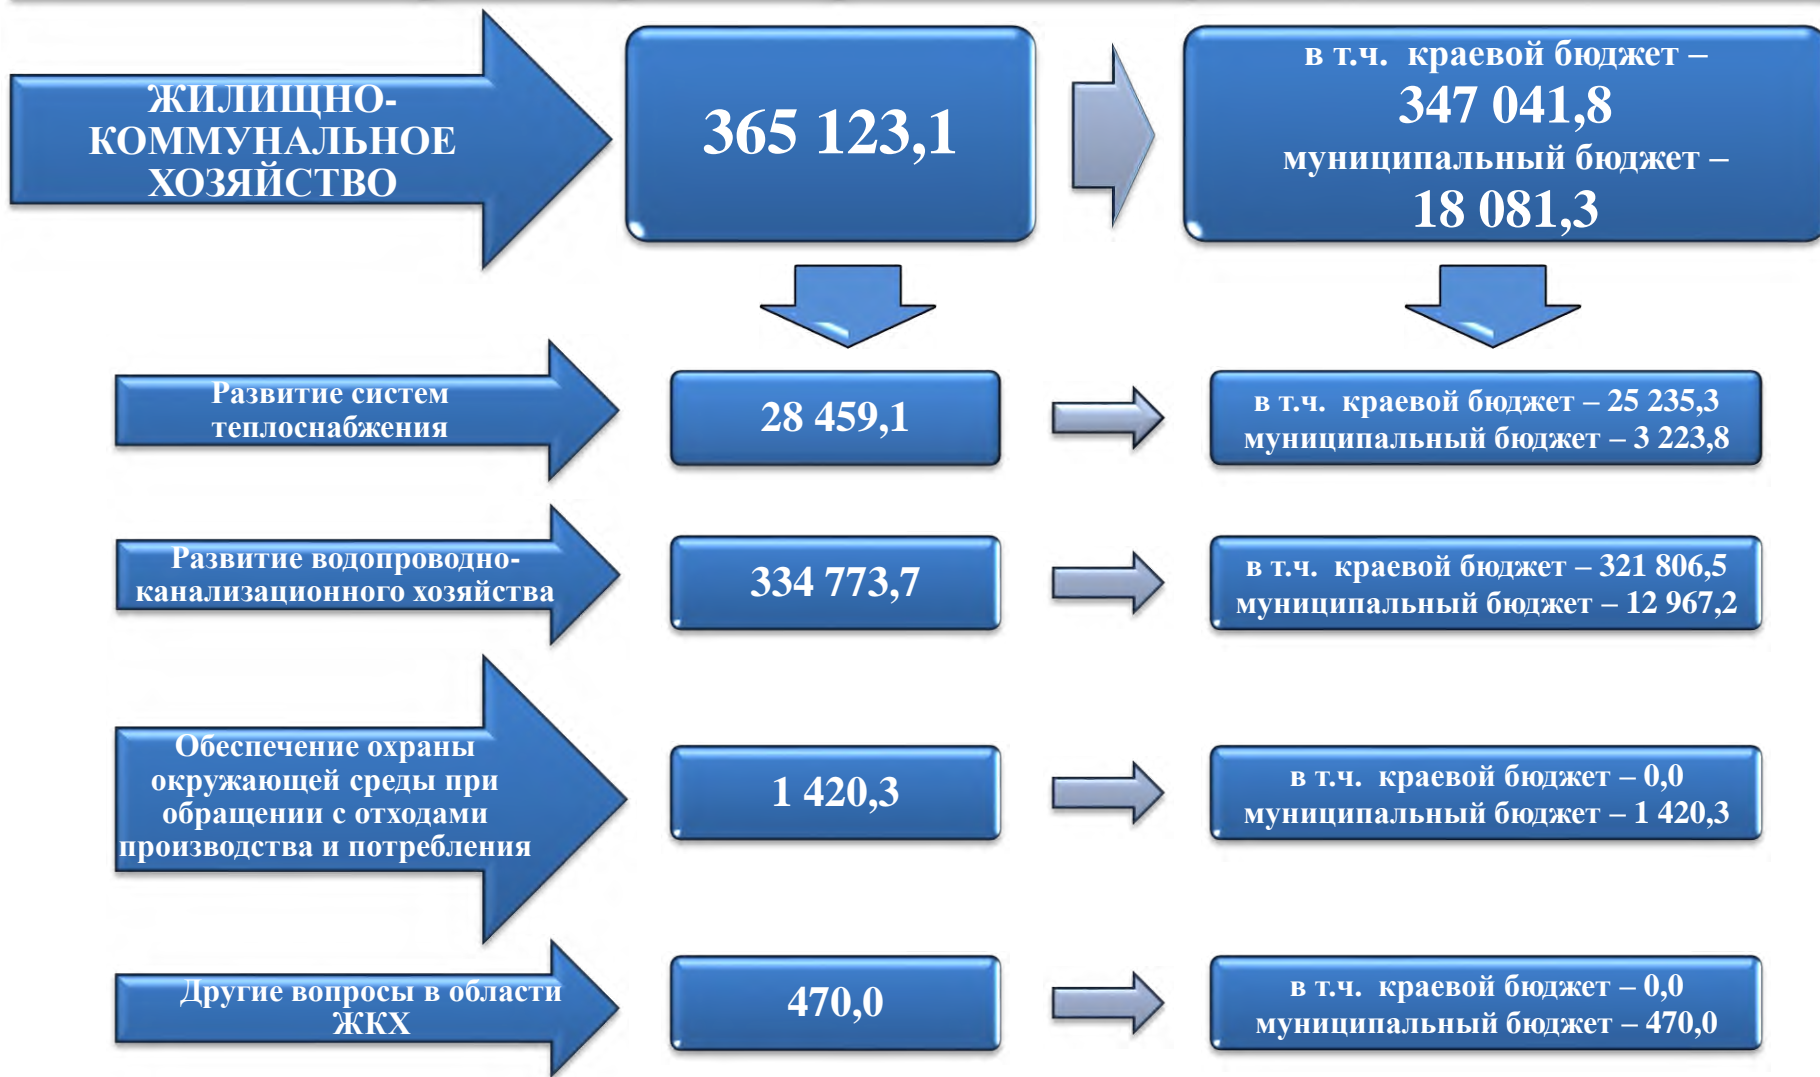 ЖИЛИЩНО-
КОММУНАЛЬНОЕ
ХОЗЯЙСТВО
365 123,1
в т.ч. краевой бюджет –
347 041,8
муниципальный бюджет –
18 081,3
Развитие систем
теплоснабжения
28 459,1
в т.ч. краевой бюджет – 25 235,3
муниципальный бюджет – 3 223,8
Развитие водопроводно-
канализационного хозяйства
334 773,7
в т.ч. краевой бюджет – 321 806,5
муниципальный бюджет – 12 967,2
Обеспечение охраны
окружающей среды при
обращении с отходами
производства и потребления
1 420,3
в т.ч. краевой бюджет – 0,0
муниципальный бюджет – 1 420,3
Другие вопросы в области
ЖКХ
470,0
в т.ч. краевой бюджет – 0,0
муниципальный бюджет – 470,0